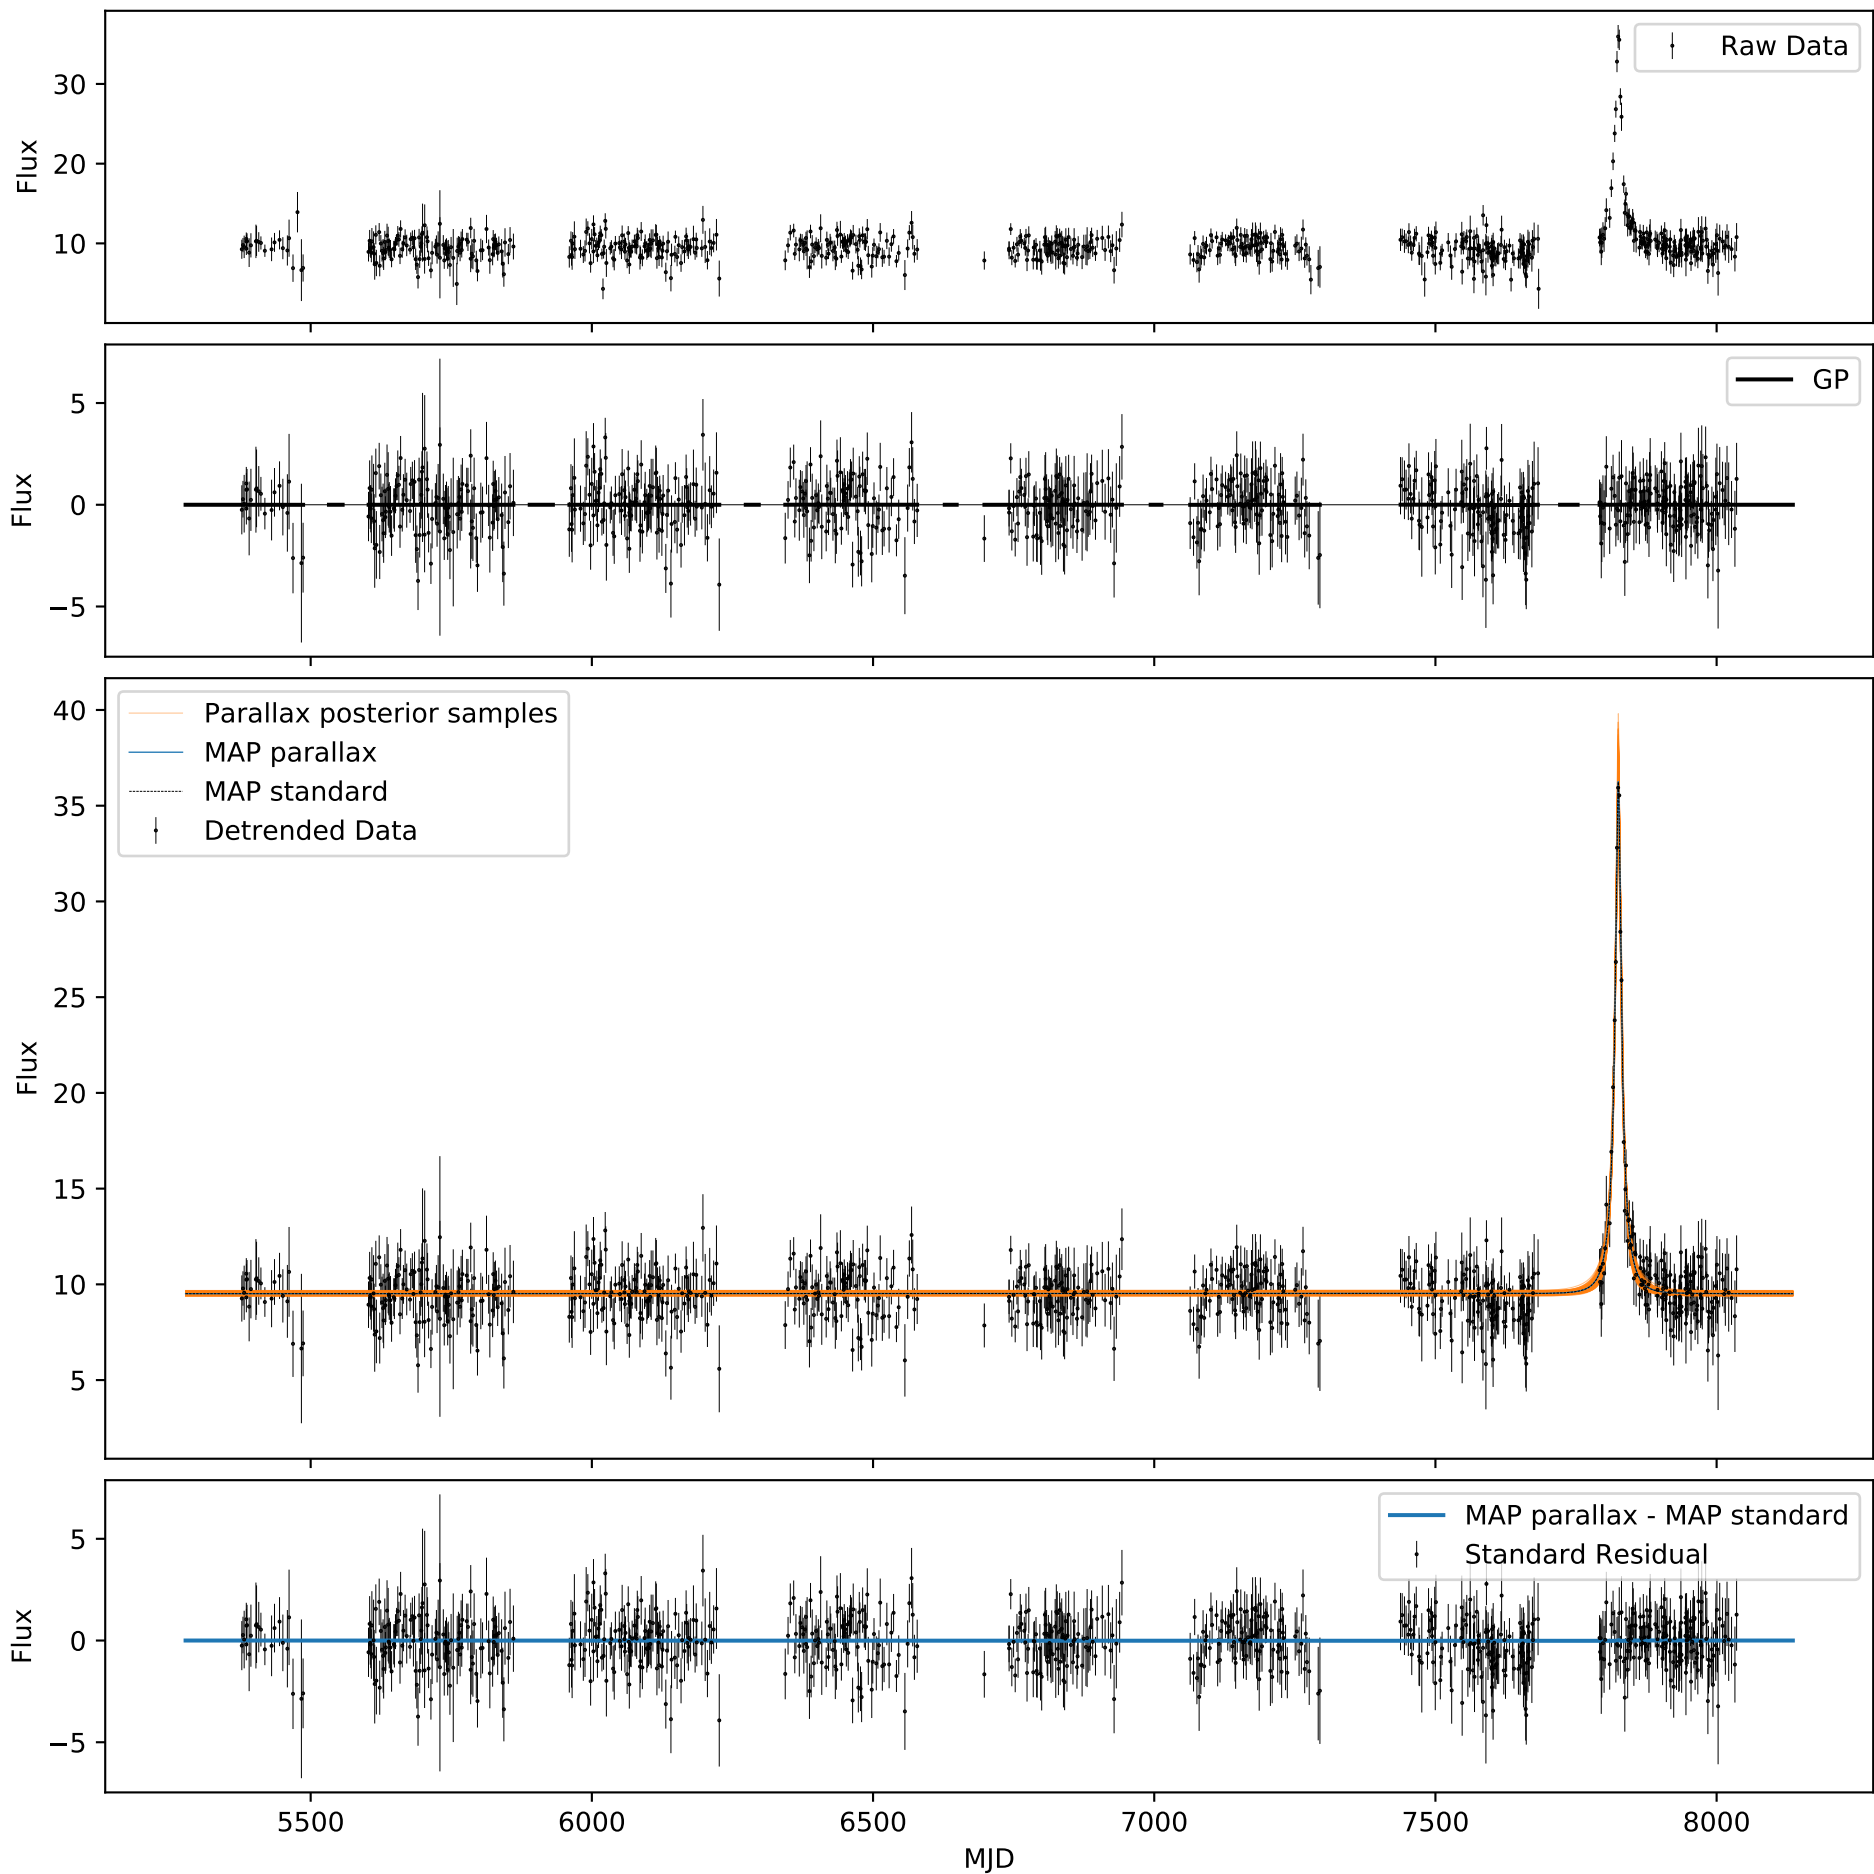 30
20
10
Flux
Raw Data
5
0
−5
Flux
GP
40
35
30
25
20
15
10
5
Flux
Parallax posterior samples
MAP parallax
MAP standard
Detrended Data
5
0
−5
Flux
MAP parallax - MAP standard
Standard Residual
5500 6000 6500 7000 7500 8000
MJD